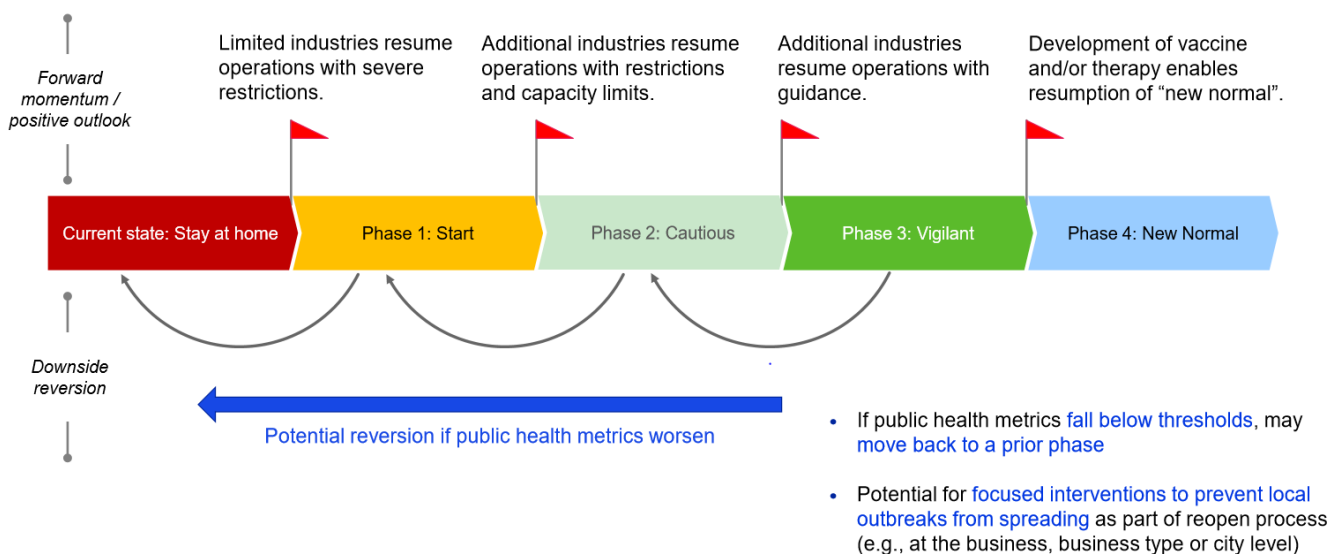 Forward
momentum /
positive outlook
Limited industries resume
operations with severe
restrictions.
Additional industries resume
operations with restrictions
and capacity limits.
Additional industries
resume operations with
guidance.
Development of vaccine
and/or therapy enables
resumption of “new normal”.
Current state: Stay at home
Phase 1: Start
Phase 2: Cautious
Phase 3: Vigilant
Phase 4: New Normal
Downside
reversion
Potential reversion if public health metrics worsen
• If public health metrics fall below thresholds, may
move back to a prior phase
• Potential for focused interventions to prevent local
outbreaks from spreading as part of reopen process
(e.g., at the business, business type or city level)